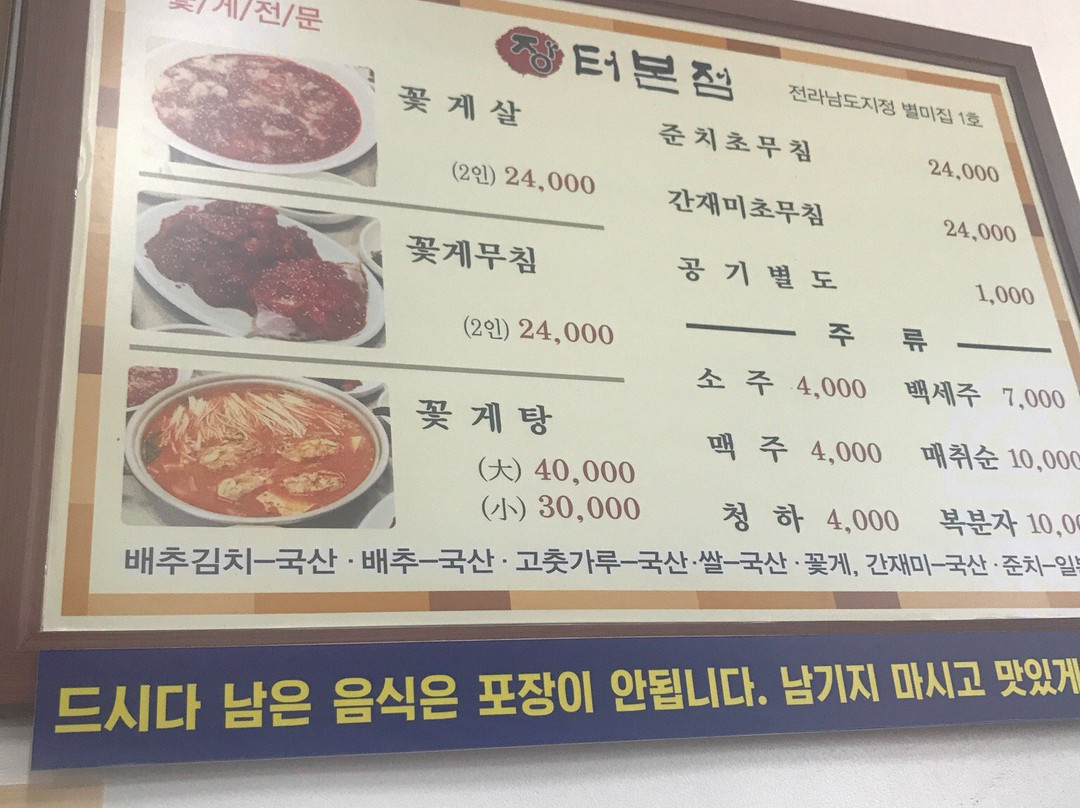 꽃/게/전/문
장터본점
전라남도지정 별미집 1호
꽃게살
(2인) 24,000
꽃게무침
(2인) 24,000
꽃게탕
(大) 40,000
(小) 30,000
준치초무침
24,000
간재미초무침
24,000
공기별도
1,000
주류
소주 4,000 백세주 7,000
맥주 4,000 매취순 10,000
청하 4,000 복분자
배추김치-국산 · 배추-국산 · 고춧가루-국산·쌀-국산 · 꽃게, 간재미-국산 · 준치-
드시다 남은 음식은 포장이 안됩니다. 남기지 마시고 맛있게